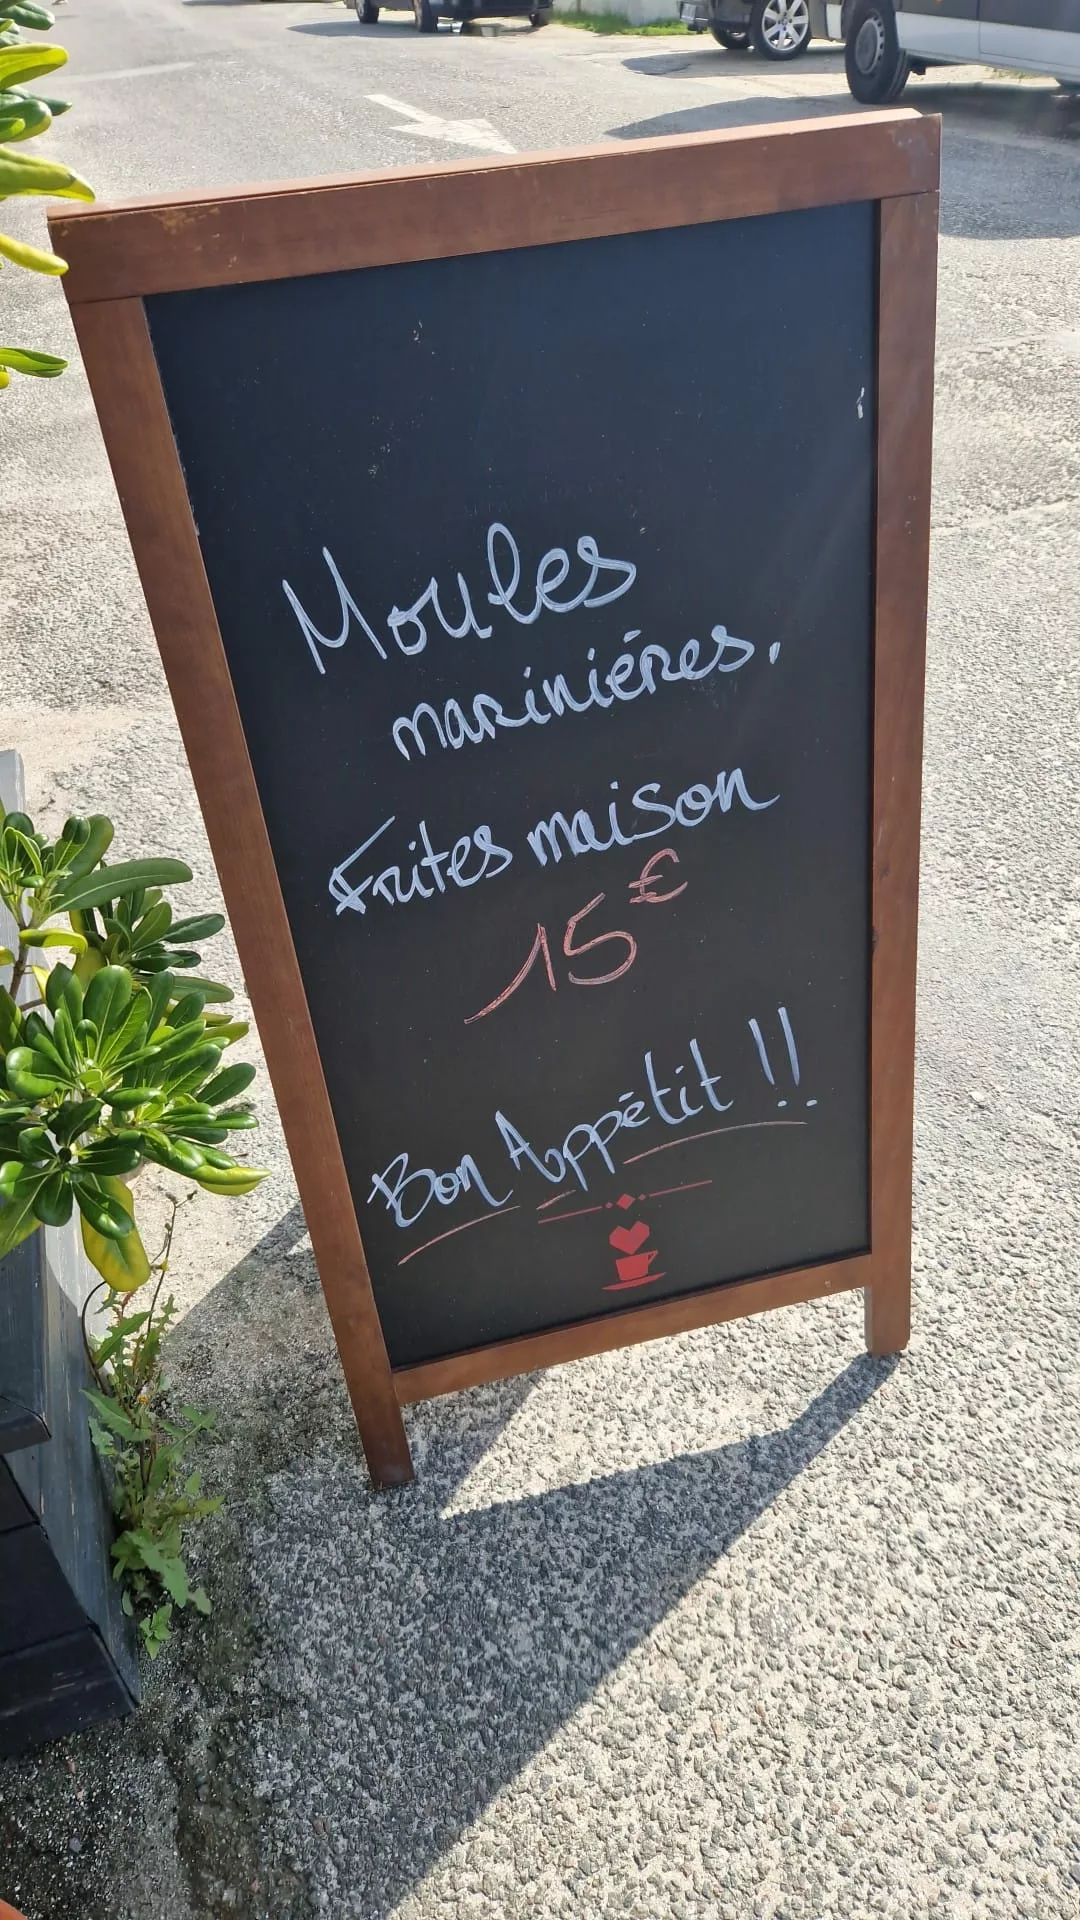 Moules
marinières.
Frites maison
15€
Bon Appétit !!